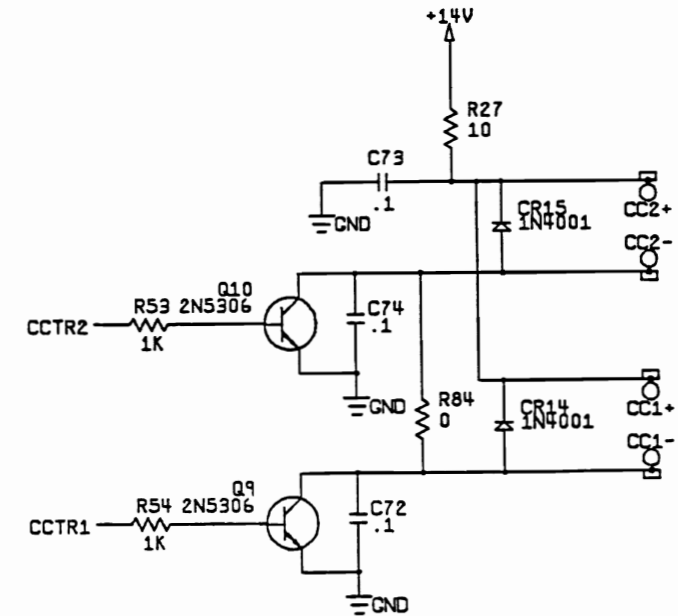 +14V
R27
10
C73
.1
GND
CR15
1N4001
CC2+
CC2-
Q10
R53 2N5306
CCTR2
1K
C74
.1
GND
R84
0
CR14
1N4001
CC1+
CC1-
Q9
R54 2N5306
CCTR1
1K
C72
.1
GND